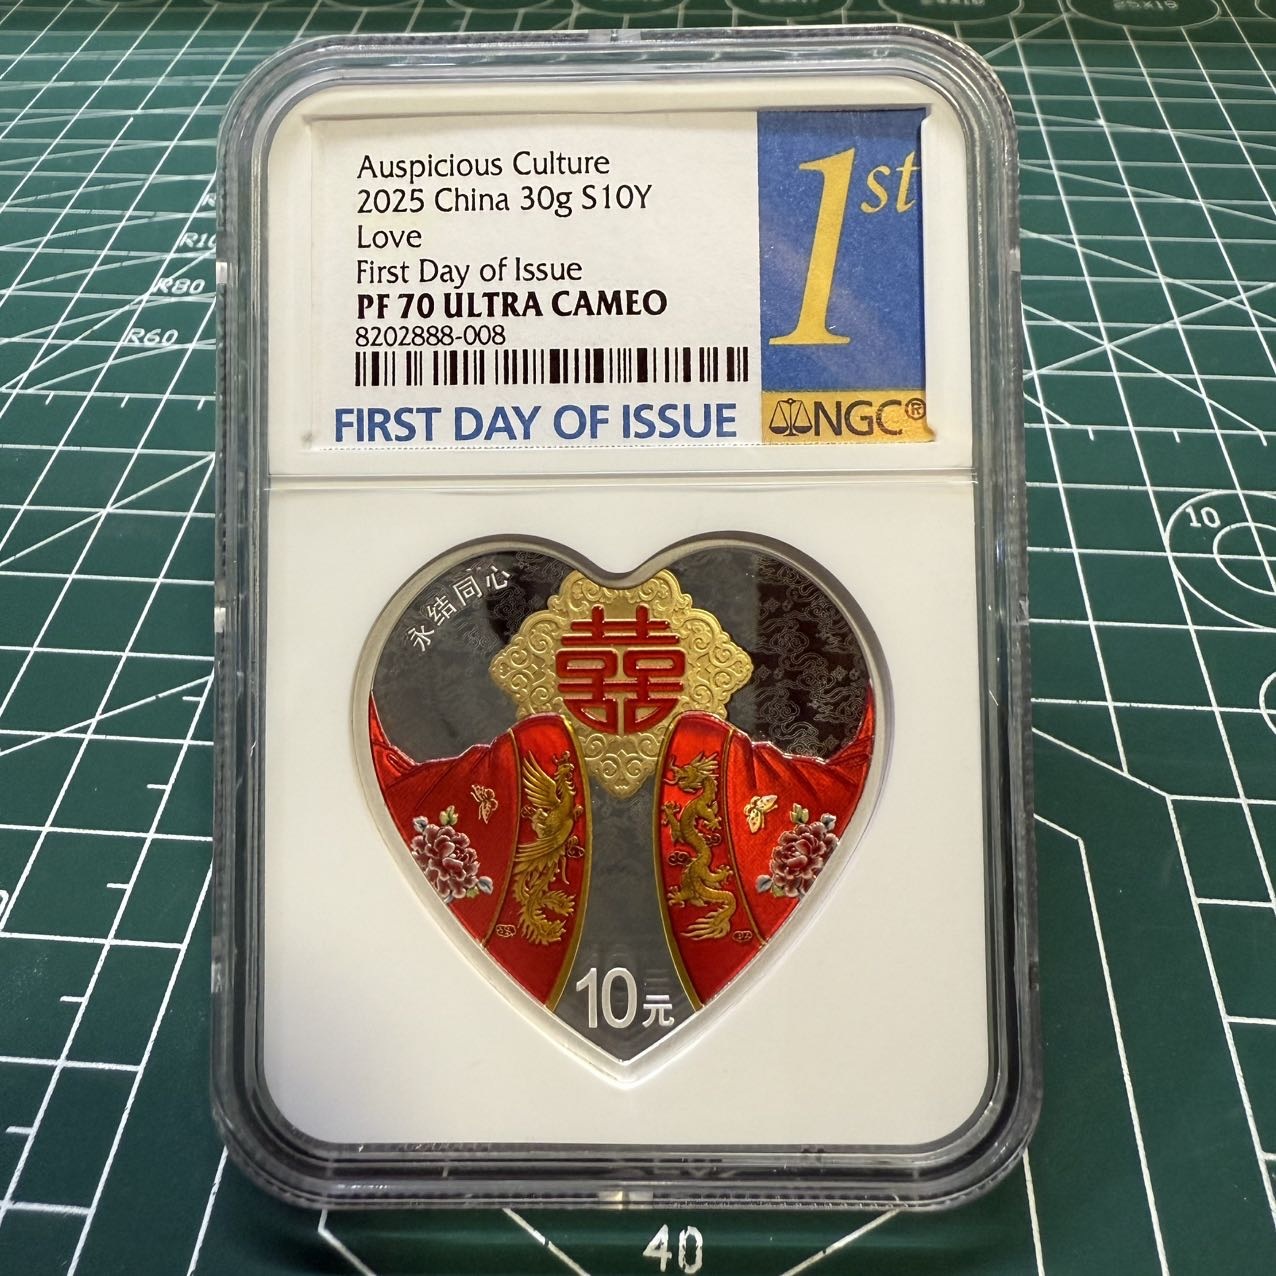 25X19
Auspicious Culture
2025 China 30g S10Y
Love
First Day of Issue
PF 70 ULTRA CAMEO
8202888-008
FIRST DAY OF ISSUE
1st
NGC®
R80
R60
10
永结同心
囍
10元
40